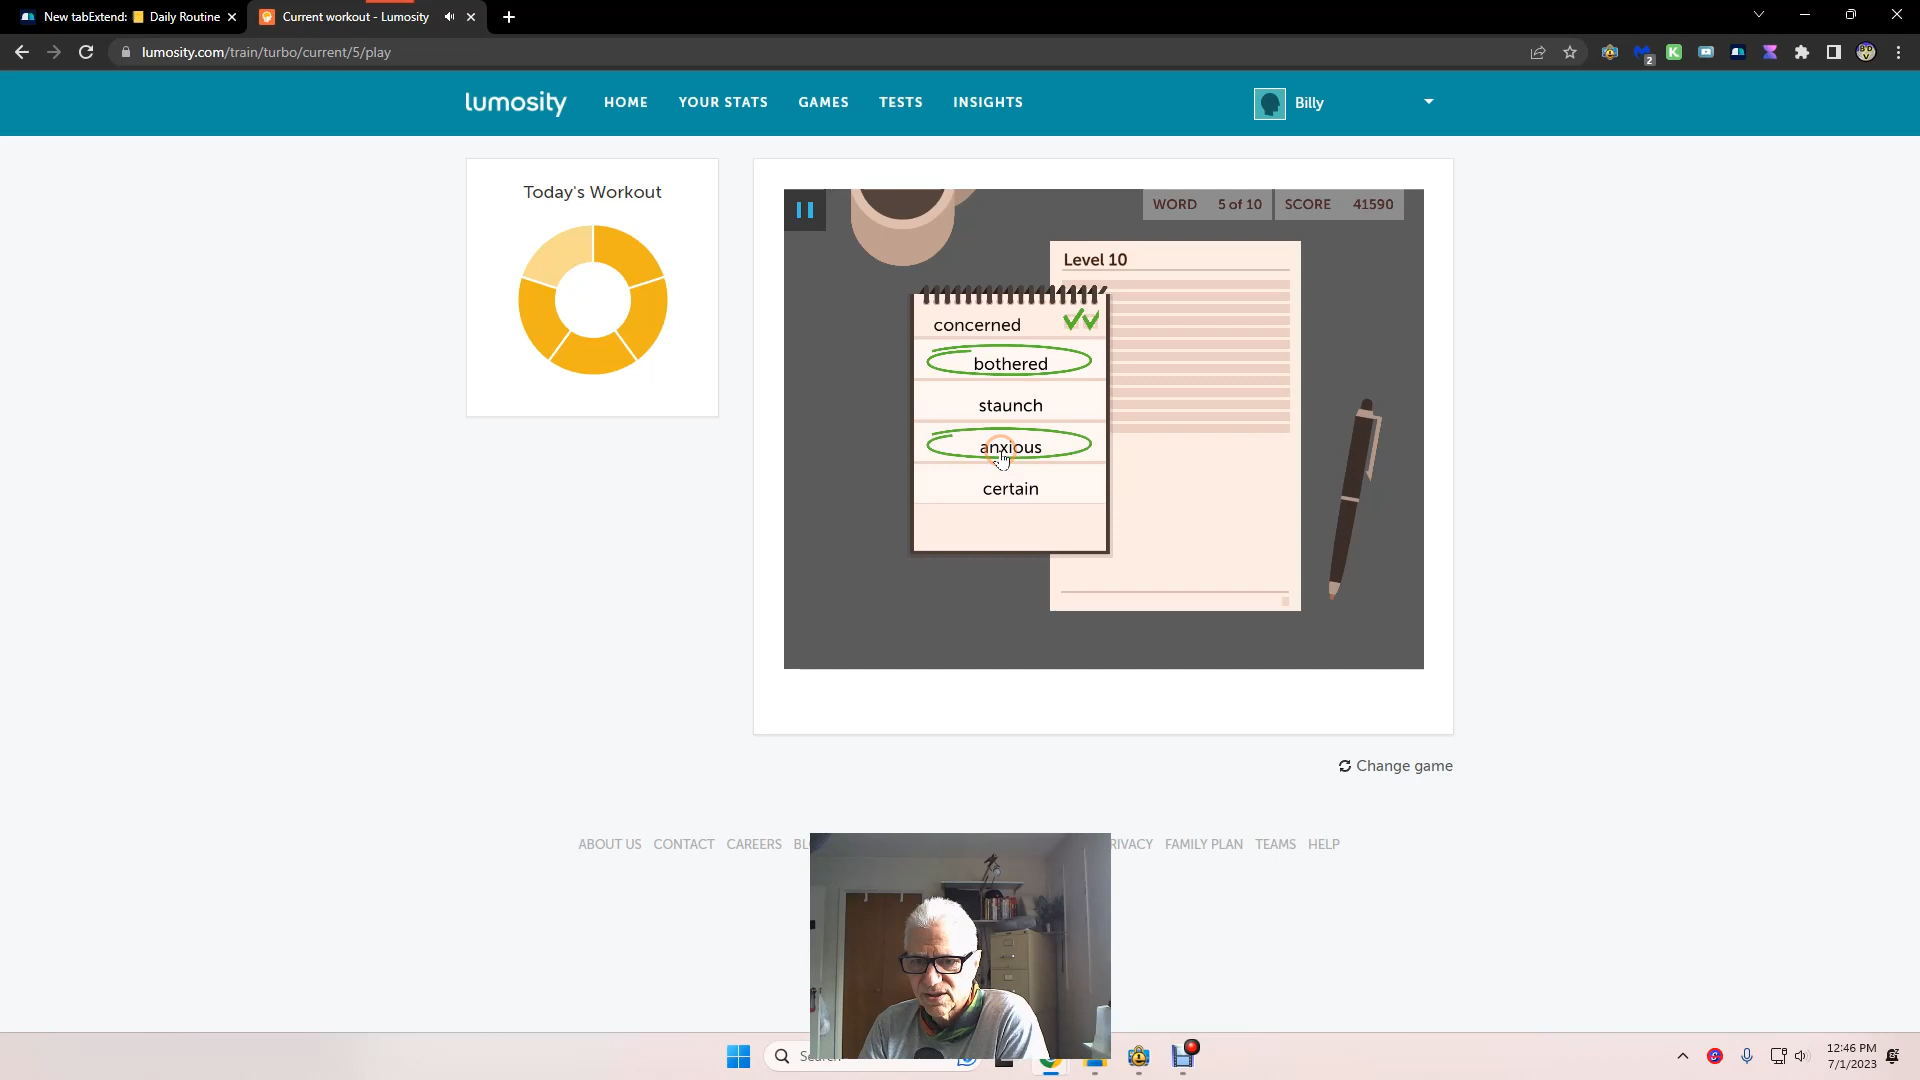 New tabExtend: 📒 Daily Routine
Current workout - Lumosity
lumosity.com/train/turbo/current/5/play
2
lumosity
HOME
YOUR STATS
GAMES
TESTS
INSIGHTS
Billy
Today's Workout
WORD 5 of 10
SCORE 41590
Level 10
concerned
bothered
staunch
anxious
certain
Change game
ABOUT US CONTACT CAREERS
FAMILY PLAN TEAMS HELP
12:46 PM
7/1/2023